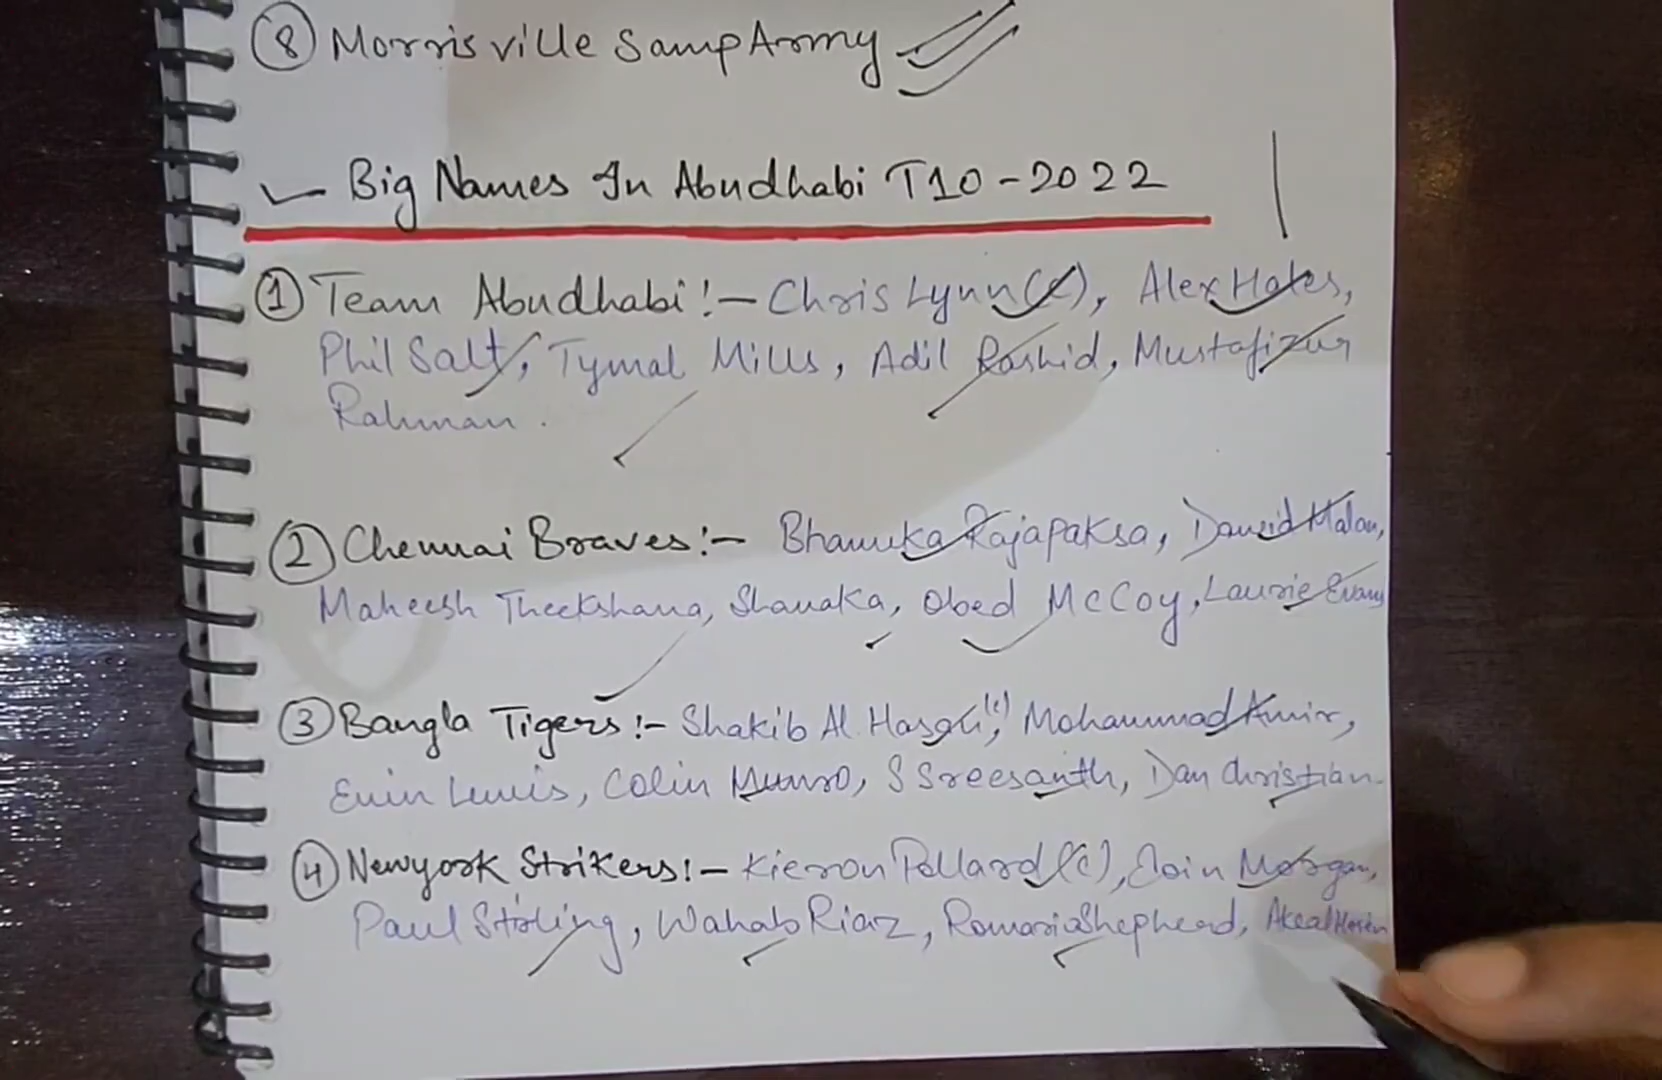 8 Morrisville SampArmy
Big Names In Abudhabi T10-2022
1 Team Abudhabi:- Chris Lynn(c), Alex Hales,
Phil Salt, Tymal Mills, Adil Rashid, Mustafizur
Rahman.
2 Chennai Braves:- Bhanuka Rajapaksa, Dawid Malan,
Maheesh Theekshana, Shanaka, Obed McCoy, Laurie Evans
3 Bangla Tigers:- Shakib Al Hasan(c), Mohammad Amir,
Evin Lewis, Colin Munro, S Sreesanth, Dan Christian
4 Newyork Strikers:- Kieron Pollard(c), Eoin Morgan,
Paul Stirling, Wahab Riaz, Romario Shepherd, Akeal Hosein